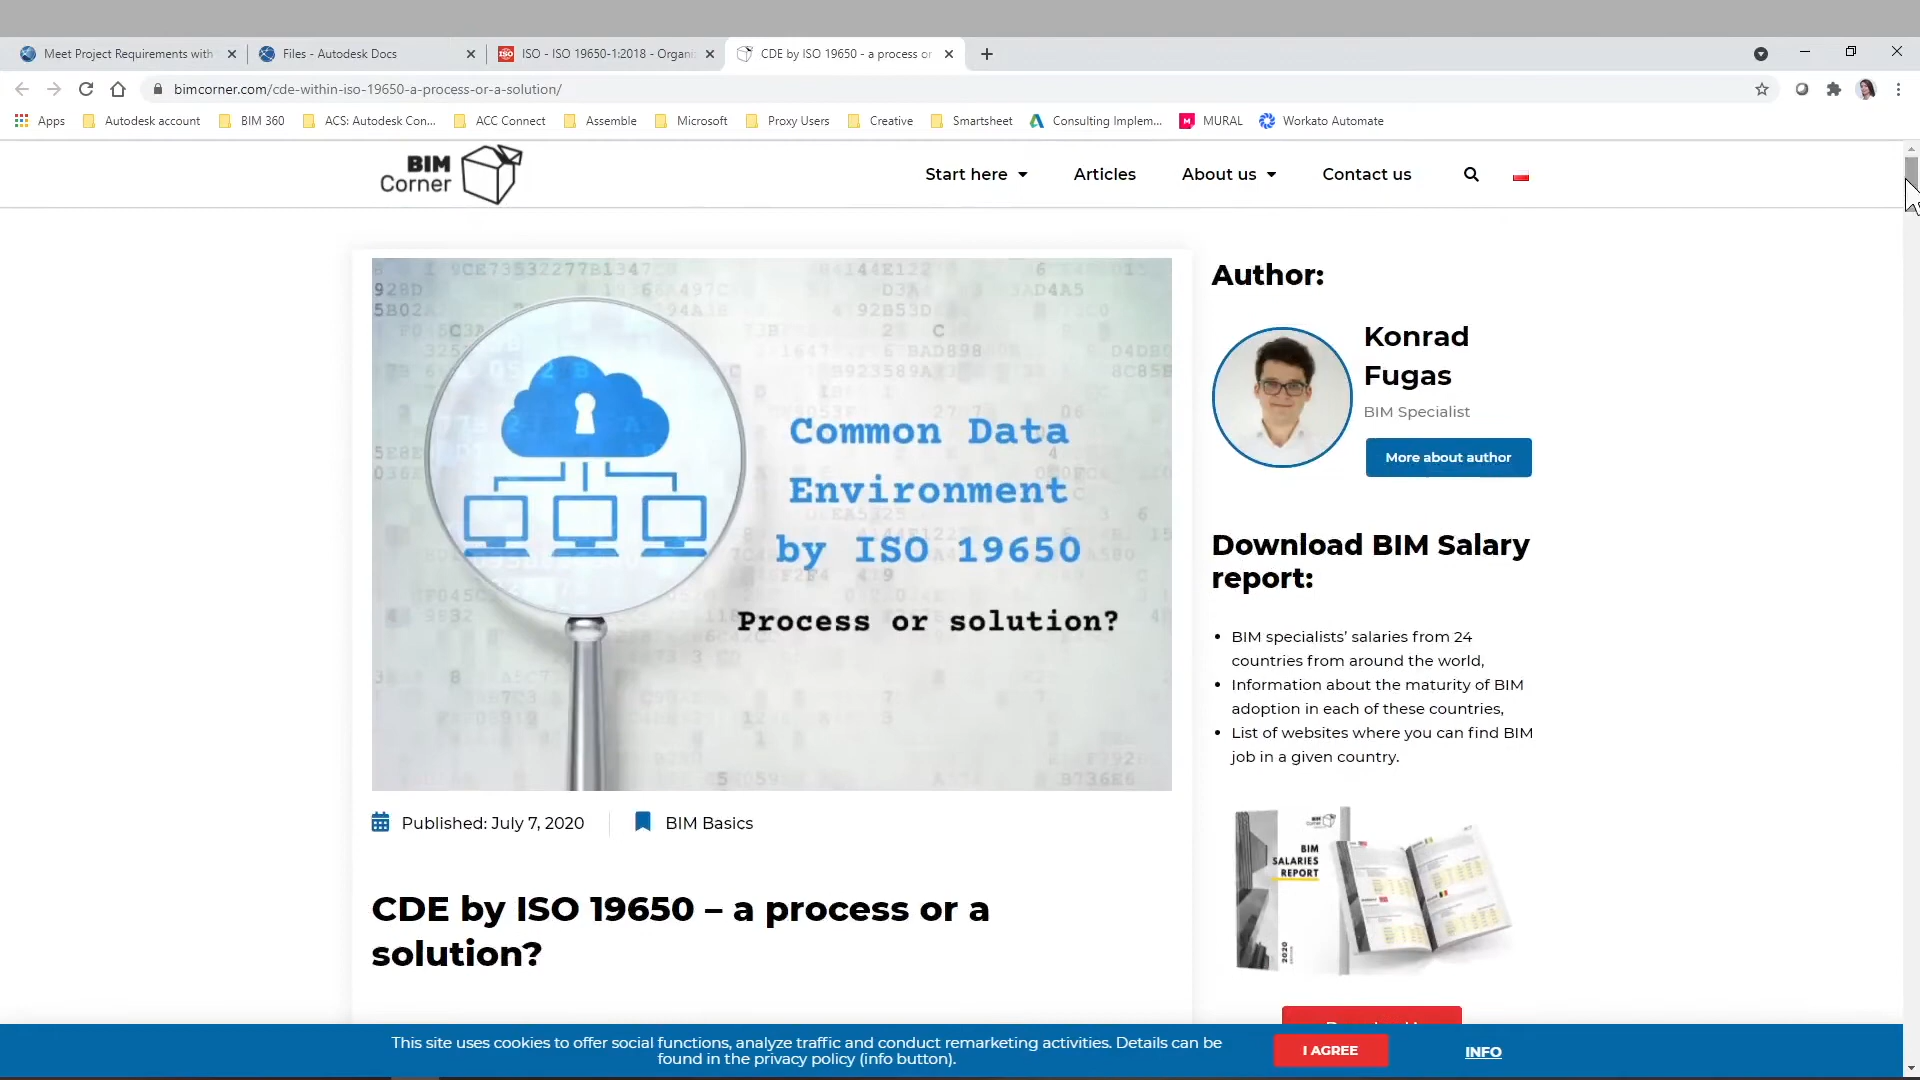 Meet Project Requirements with
Files - Autodesk Docs
ISO - ISO 19650-1:2018 - Organi
CDE by ISO 19650 - a process or
bimcorner.com/cde-within-iso-19650-a-process-or-a-solution/
Apps
Autodesk account
BIM 360
ACS: Autodesk Con...
ACC Connect
Assemble
Microsoft
Proxy Users
Creative
Smartsheet
Consulting Implem...
MURAL
Workato Automate
BIM
Corner
Start here
Articles
About us
Contact us
Common Data
Environment
by ISO 19650
Process or solution?
Published: July 7, 2020
BIM Basics
CDE by ISO 19650 – a process or a
solution?
Author:
Konrad
Fugas
BIM Specialist
More about author
Download BIM Salary
report:
• BIM specialists’ salaries from 24
countries from around the world,
• Information about the maturity of BIM
adoption in each of these countries,
• List of websites where you can find BIM
job in a given country.
BIM
SALARIES
REPORT
2020
This site uses cookies to offer social functions, analyze traffic and conduct remarketing activities. Details can be
found in the privacy policy (info button).
I AGREE
INFO